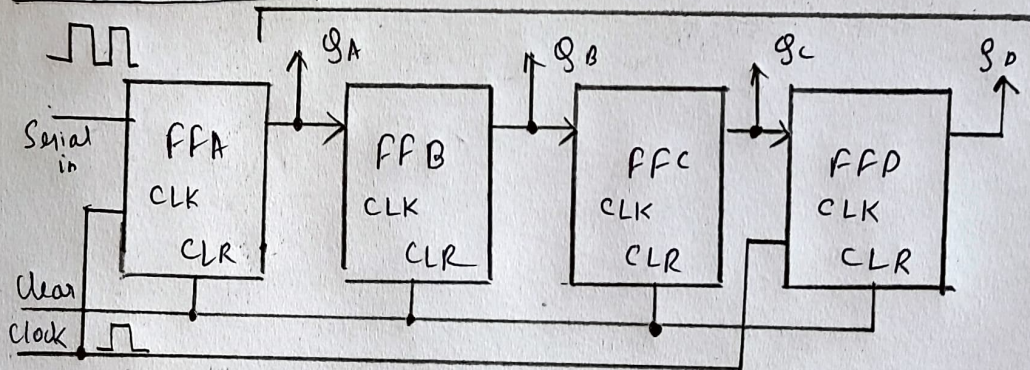 QA QB QC QD
Serial in
FFA FFB FFC FFD
CLK CLK CLK CLK
CLR CLR CLR CLR
Clear
Clock